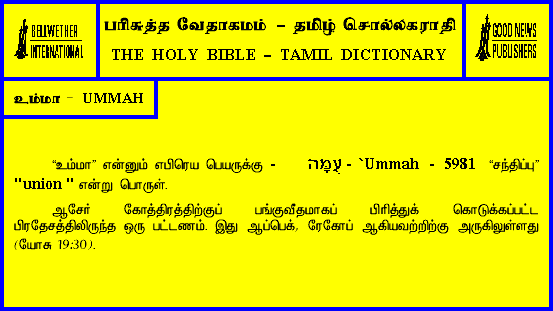 BELLWETHER
INTERNATIONAL
பரிசுத்த வேதாகமம் – தமிழ் சொல்லகராதி
THE HOLY BIBLE – TAMIL DICTIONARY
GOOD NEWS
PUBLISHERS
உம்மா – UMMAH
“உம்மா” என்னும் எபிரெய பெயருக்கு - עֻמָה - `Ummah - 5981 “சந்திப்பு”
"union " என்று பொருள்.
ஆசேர் கோத்திரத்திற்குப் பங்குவீதமாகப் பிரித்துக் கொடுக்கப்பட்ட
பிரதேசத்திலிருந்த ஒரு பட்டணம். இது ஆப்பெக், ரேகோப் ஆகியவற்றிற்கு அருகிலுள்ளது
(யோசு 19:30).